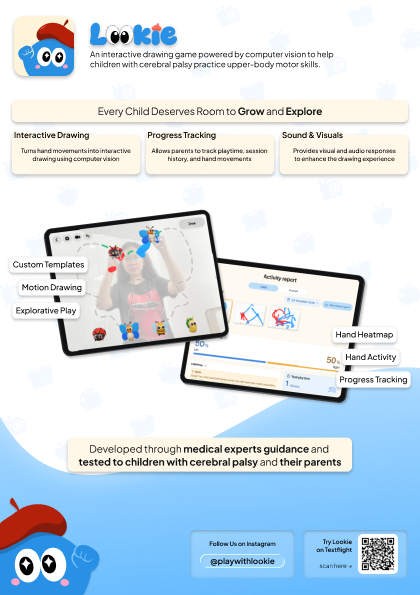 Lookie
An interactive drawing game powered by computer vision to help
children with cerebral palsy practice upper-body motor skills.
Every Child Deserves Room to Grow and Explore
Interactive Drawing
Turns hand movements into interactive
drawing using computer vision
Progress Tracking
Allows parents to track playtime, session
history, and hand movements
Sound & Visuals
Provides visual and audio responses
to enhance the drawing experience
Custom Templates
Motion Drawing
Explorative Play
Activity report
50%
50%
Hand Heatmap
Hand Activity
Progress Tracking
Developed through medical experts guidance and
tested to children with cerebral palsy and their parents
Follow Us on Instagram
@playwithlookie
Try Lookie
on Testflight
scan here →